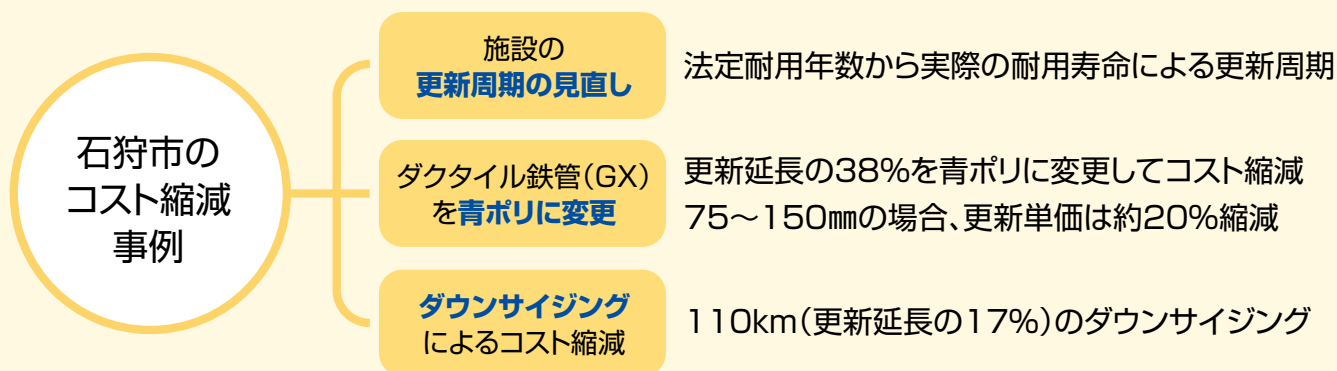 石狩市の
コスト縮減
事例
施設の
更新周期の見直し
法定耐用年数から実際の耐用寿命による更新周期
ダクタイル鉄管(GX)
を青ポリに変更
更新延長の38%を青ポリに変更してコスト縮減
75〜150㎜の場合、更新単価は約20%縮減
ダウンサイジング
によるコスト縮減
110km(更新延長の17%)のダウンサイジング